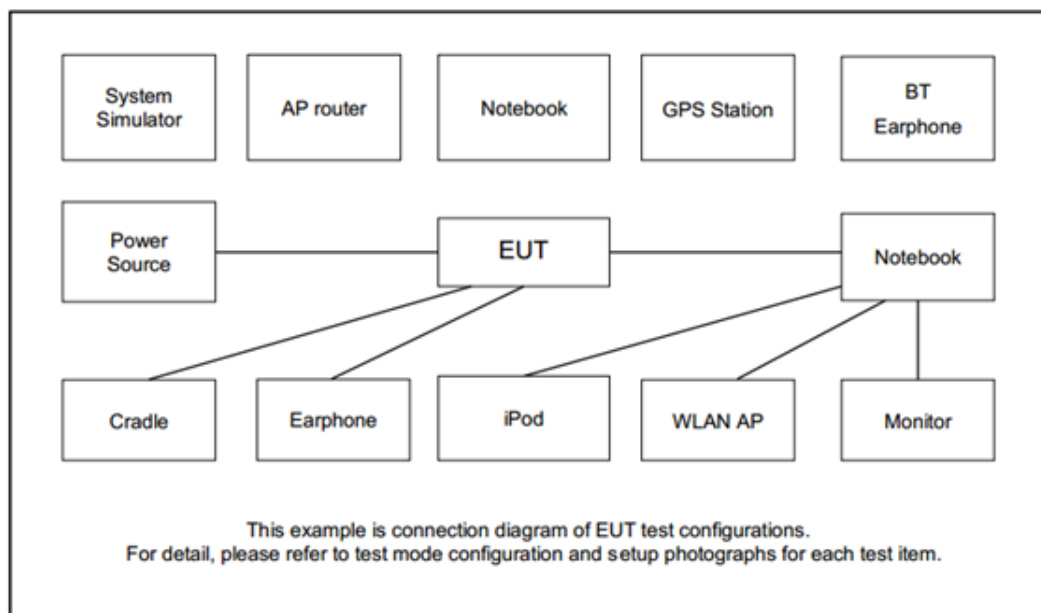 System
Simulator
AP router
Notebook
GPS Station
BT
Earphone
Power
Source
EUT
Notebook
Cradle
Earphone
iPod
WLAN AP
Monitor
This example is connection diagram of EUT test configurations.
For detail, please refer to test mode configuration and setup photographs for each test item.